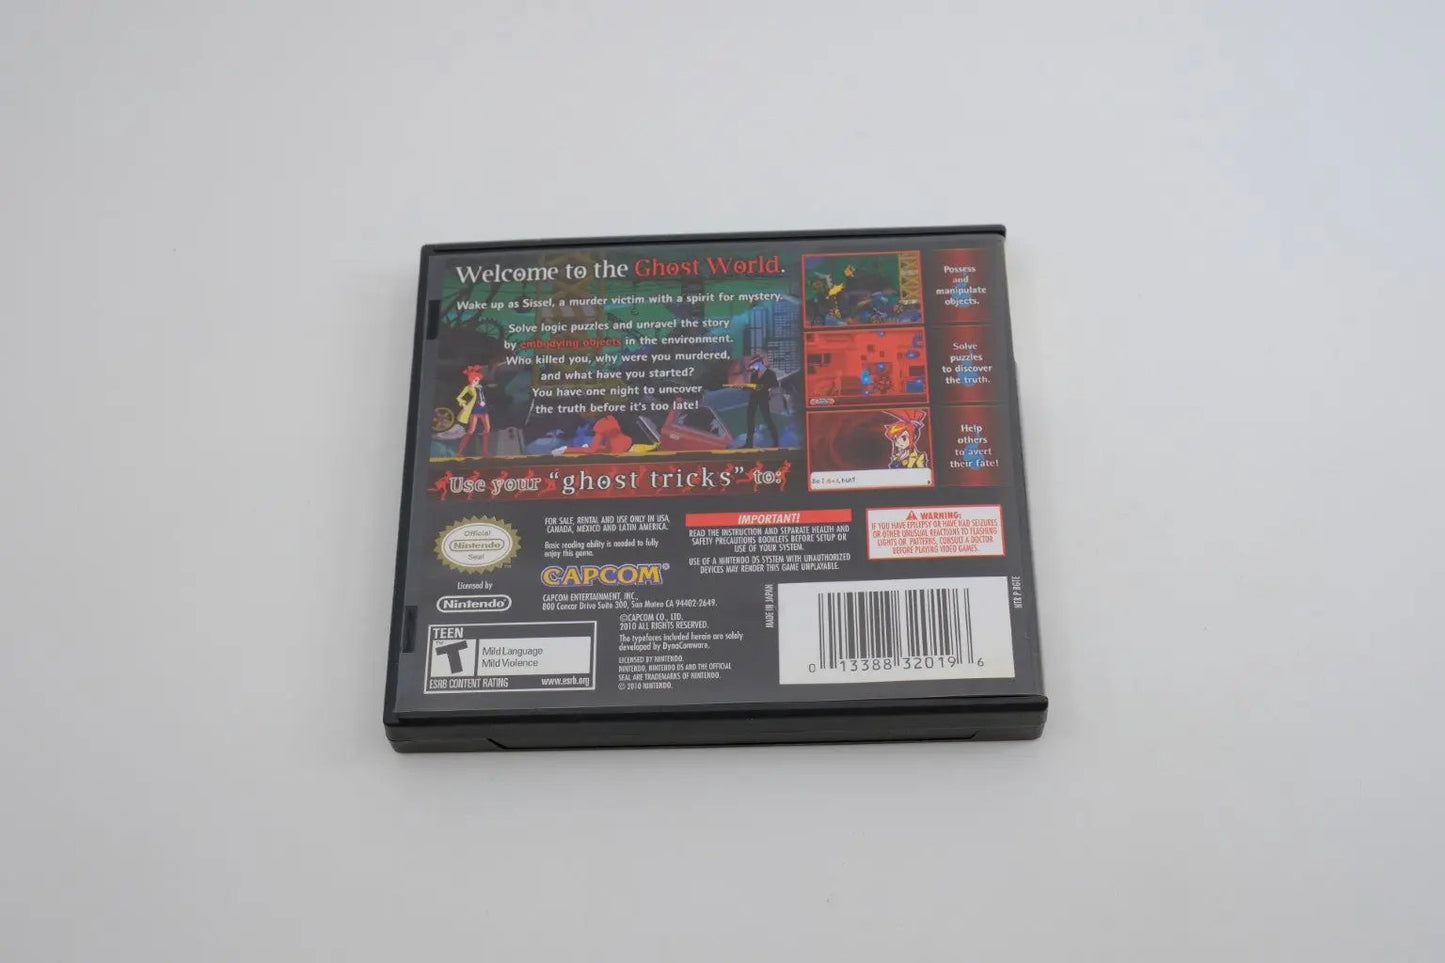 Welcome to the Ghost World.
Wake up as Sissel, a murder victim with a spirit for mystery.
Solve logic puzzles and unravel the story
by embodying objects in the environment.
Who killed you, why were you murdered,
and what have you started?
You have one night to uncover
the truth before it's too late!
Use your "ghost tricks" to:
Possess
and
manipulate
objects.
Solve
puzzles
to discover
the truth.
Help
others
to avert
their fate!
Official
Nintendo
Seal
TM
Licensed by
Nintendo®
FOR SALE, RENTAL AND USE ONLY IN USA,
CANADA, MEXICO AND LATIN AMERICA.
Basic reading ability is needed to fully
enjoy this game.
CAPCOM®
CAPCOM ENTERTAINMENT, INC.,
800 Concar Drive Suite 300, San Mateo CA 94402-2649.
©CAPCOM CO., LTD.
2010 ALL RIGHTS RESERVED.
The typefaces included herein are solely
developed by DynaComware.
LICENSED BY NINTENDO.
NINTENDO, NINTENDO DS AND THE OFFICIAL
SEAL ARE TRADEMARKS OF NINTENDO.
© 2010 NINTENDO.
IMPORTANT!
READ THE INSTRUCTION AND SEPARATE HEALTH AND
SAFETY PRECAUTIONS BOOKLETS BEFORE SETUP OR
USE OF YOUR SYSTEM.
USE OF A NINTENDO DS SYSTEM WITH UNAUTHORIZED
DEVICES MAY RENDER THIS GAME UNPLAYABLE.
WARNING:
IF YOU HAVE EPILEPSY OR HAVE HAD SEIZURES
OR OTHER UNUSUAL REACTIONS TO FLASHING
LIGHTS OR PATTERNS, CONSULT A DOCTOR
BEFORE PLAYING VIDEO GAMES.
TEEN
T
Mild Language
Mild Violence
ESRB CONTENT RATING
www.esrb.org
MADE IN JAPAN
0 13388 32019 6